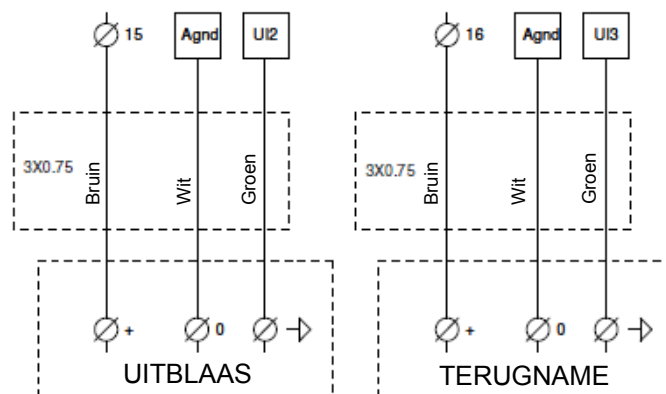 15 Agnd UI2 16 Agnd UI3
3X0.75 Bruin Wit Groen 3X0.75 Bruin Wit Groen
+ 0 + 0
UITBLAAS TERUGNAME